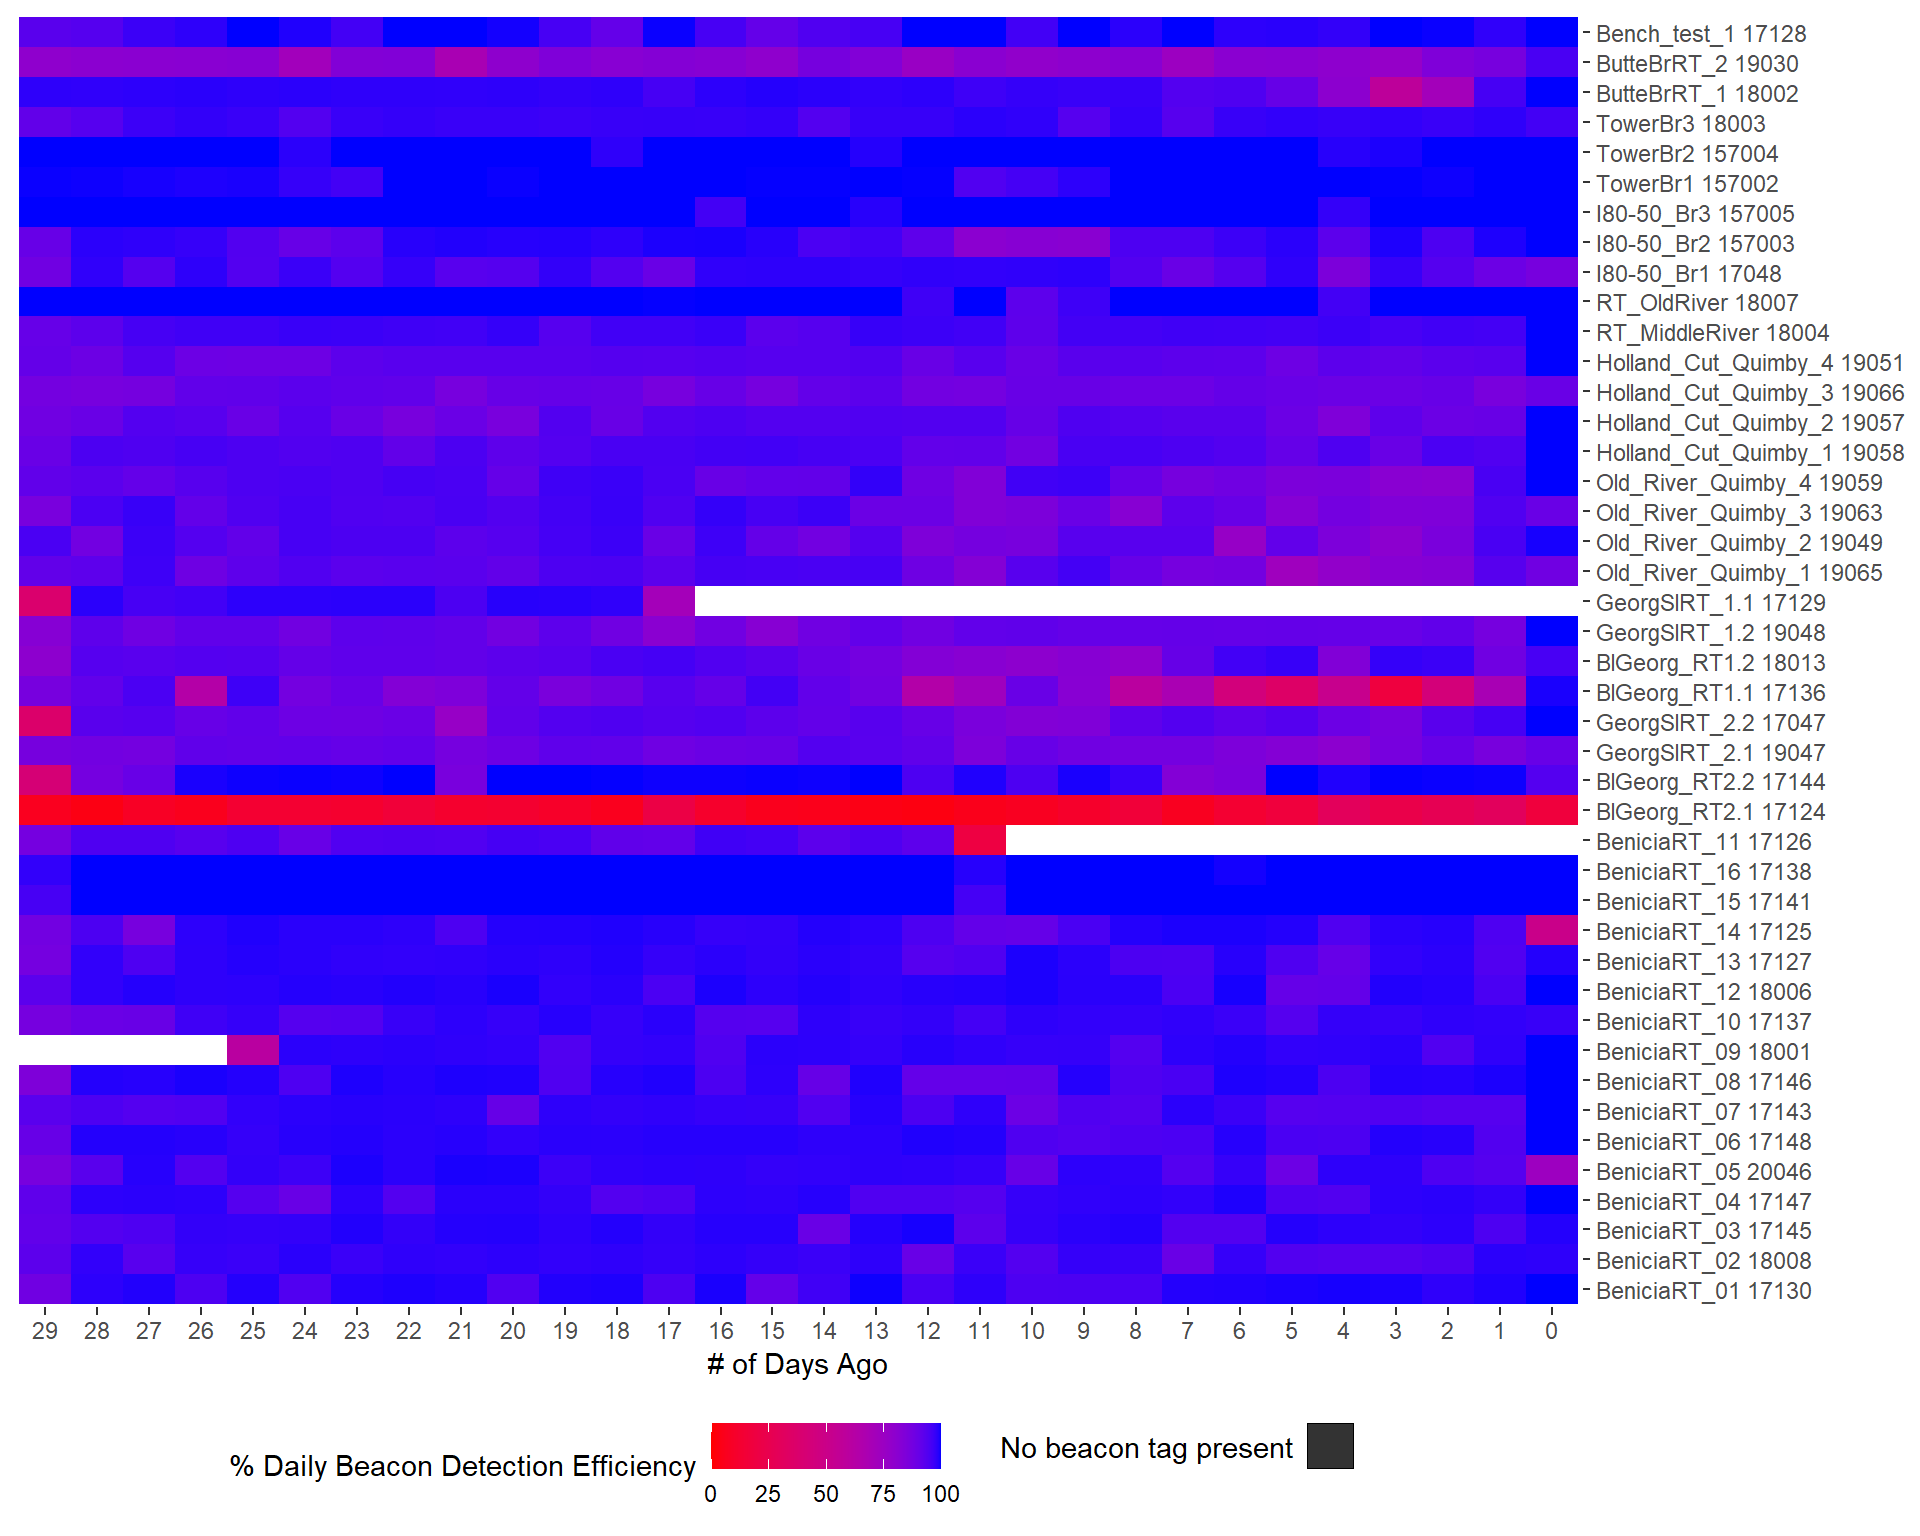 Bench_test_1 17128
ButteBrRT_2 19030
ButteBrRT_1 18002
TowerBr3 18003
TowerBr2 157004
TowerBr1 157002
I80-50_Br3 157005
I80-50_Br2 157003
I80-50_Br1 17048
RT_OldRiver 18007
RT_MiddleRiver 18004
Holland_Cut_Quimby_4 19051
Holland_Cut_Quimby_3 19066
Holland_Cut_Quimby_2 19057
Holland_Cut_Quimby_1 19058
Old_River_Quimby_4 19059
Old_River_Quimby_3 19063
Old_River_Quimby_2 19049
Old_River_Quimby_1 19065
GeorgSlRT_1.1 17129
GeorgSlRT_1.2 19048
BlGeorg_RT1.2 18013
BlGeorg_RT1.1 17136
GeorgSlRT_2.2 17047
GeorgSlRT_2.1 19047
BlGeorg_RT2.2 17144
BlGeorg_RT2.1 17124
BeniciaRT_11 17126
BeniciaRT_16 17138
BeniciaRT_15 17141
BeniciaRT_14 17125
BeniciaRT_13 17127
BeniciaRT_12 18006
BeniciaRT_10 17137
BeniciaRT_09 18001
BeniciaRT_08 17146
BeniciaRT_07 17143
BeniciaRT_06 17148
BeniciaRT_05 20046
BeniciaRT_04 17147
BeniciaRT_03 17145
BeniciaRT_02 18008
BeniciaRT_01 17130
29 28 27 26 25 24 23 22 21 20 19 18 17 16 15 14 13 12 11 10 9 8 7 6 5 4 3 2 1 0
# of Days Ago
% Daily Beacon Detection Efficiency
0 25 50 75 100
No beacon tag present